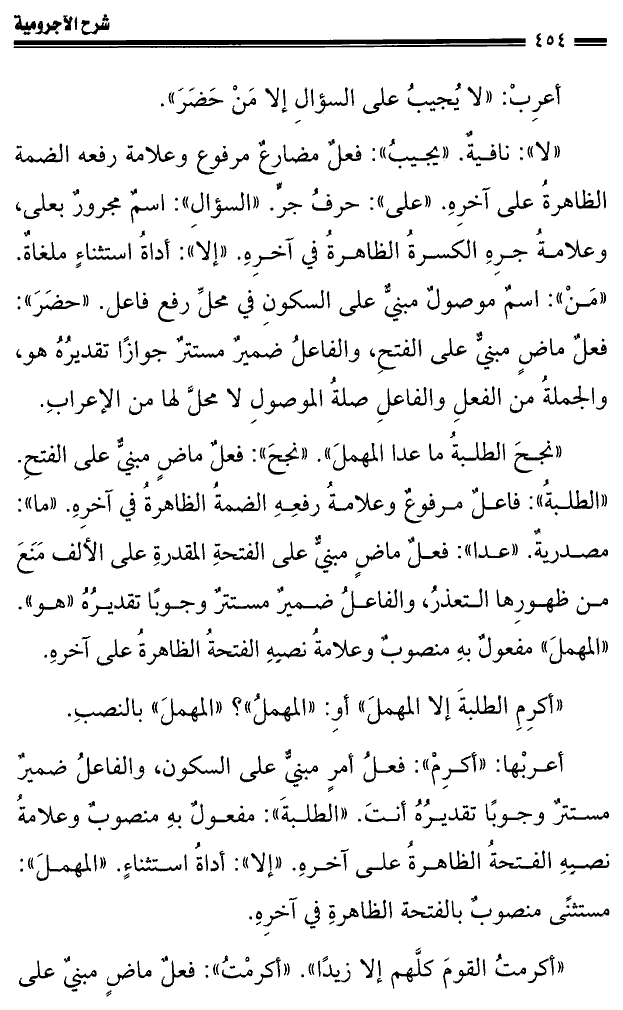 شرح الآجرومية
٤٥٤
أعرِبْ: «لا يُجيبُ على السؤالِ إلا مَنْ حَضَرَ».
«لا»: نافيةٌ. «يجيبُ»: فعلٌ مضارعٌ مرفوع وعلامة رفعه الضمة
الظاهرةُ على آخرِهِ. «على»: حرفُ جرٍّ. «السؤالِ»: اسمٌ مجرورٌ بعلى،
وعلامةُ جرِهِ الكسرةُ الظاهرةُ في آخرِهِ. «إلا»: أداةُ استثناءٍ ملغاةٌ.
«مَنْ»: اسمٌ موصولٌ مبنيٌّ على السكونِ في محلِّ رفع فاعل. «حضَرَ»:
فعلٌ ماضٍ مبنيٌّ على الفتحِ، والفاعلُ ضميرٌ مستترٌ جوازًا تقديرُهُ هو،
والجملةُ من الفعلِ والفاعلِ صلةُ الموصولِ لا محلَّ لها من الإعرابِ.
«نجحَ الطلبةُ ما عدا المهملَ». «نجحَ»: فعلٌ ماضٍ مبنيٌّ على الفتحِ.
«الطلبةُ»: فاعلٌ مرفوعٌ وعلامةُ رفعِهِ الضمةُ الظاهرةُ في آخرِهِ. «ما»:
مصدريةٌ. «عدا»: فعلٌ ماضٍ مبنيٌّ على الفتحةِ المقدرةِ على الألف مَنَعَ
من ظهورِها التعذرُ، والفاعلُ ضميرٌ مستترٌ وجوبًا تقديرُهُ «هو».
«المهملَ» مفعولٌ بهِ منصوبٌ وعلامةُ نصبِهِ الفتحةُ الظاهرةُ على آخرِهِ.
«أكرِمِ الطلبةَ إلا المهملَ» أوِ: «المهملُ»؟ «المهملَ» بالنصبِ.
أعربْها: «أكرِمْ»: فعلُ أمرٍ مبنيٌّ على السكون، والفاعلُ ضميرٌ
مستترٌ وجوبًا تقديرُهُ أنتَ. «الطلبةَ»: مفعولٌ بهِ منصوبٌ وعلامةُ
نصبِهِ الفتحةُ الظاهرةُ على آخرِهِ. «إلا»: أداةُ استثناءٍ. «المهملَ»:
مستثنًى منصوبٌ بالفتحة الظاهرةِ في آخرِهِ.
«أكرمتُ القومَ كلَّهم إلا زيدًا». «أكرمْتُ»: فعلٌ ماضٍ مبنيٌ على